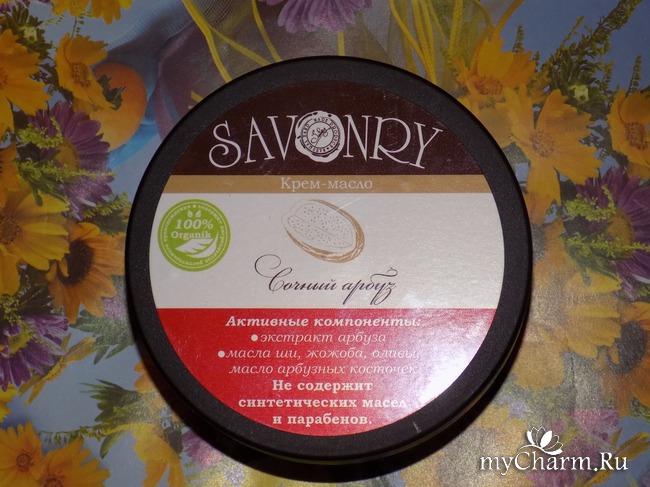 SAVONRY
Крем-масло
100%
Organik
Сочный арбуз
Активные компоненты:
•экстракт арбуза
•масла ши, жожоба, оливы,
масло арбузных косточек
Не содержит
синтетических масел
и парабенов.
myCharm.Ru